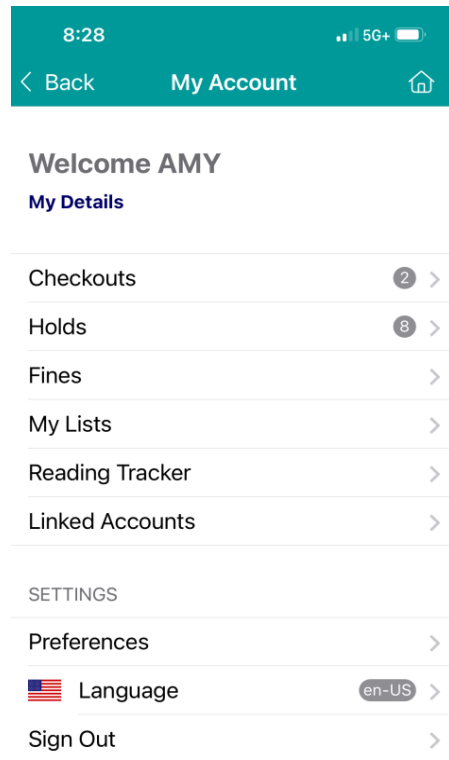 8:28 5G+
Back My Account
Welcome AMY
My Details
Checkouts 2
Holds 8
Fines
My Lists
Reading Tracker
Linked Accounts
SETTINGS
Preferences
Language en-US
Sign Out